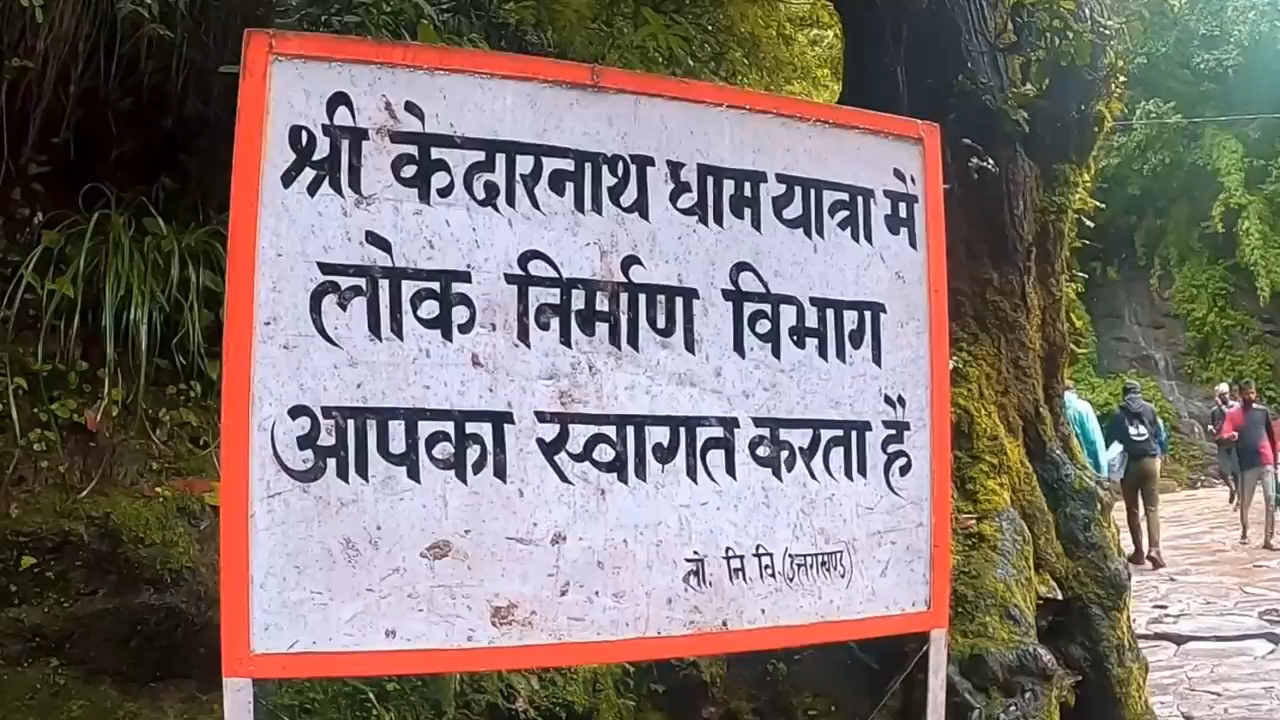 श्री केदारनाथ धाम यात्रा में
लोक निर्माण विभाग
आपका स्वागत करता हैं
लो. नि. वि. (उत्तराखण्ड)